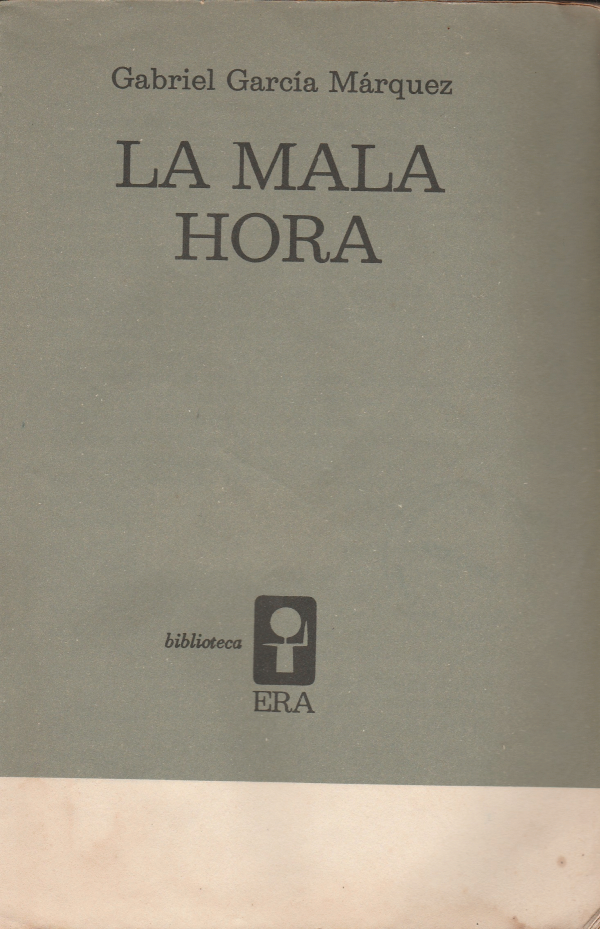 Gabriel García Márquez
LA MALA
HORA
biblioteca
ERA